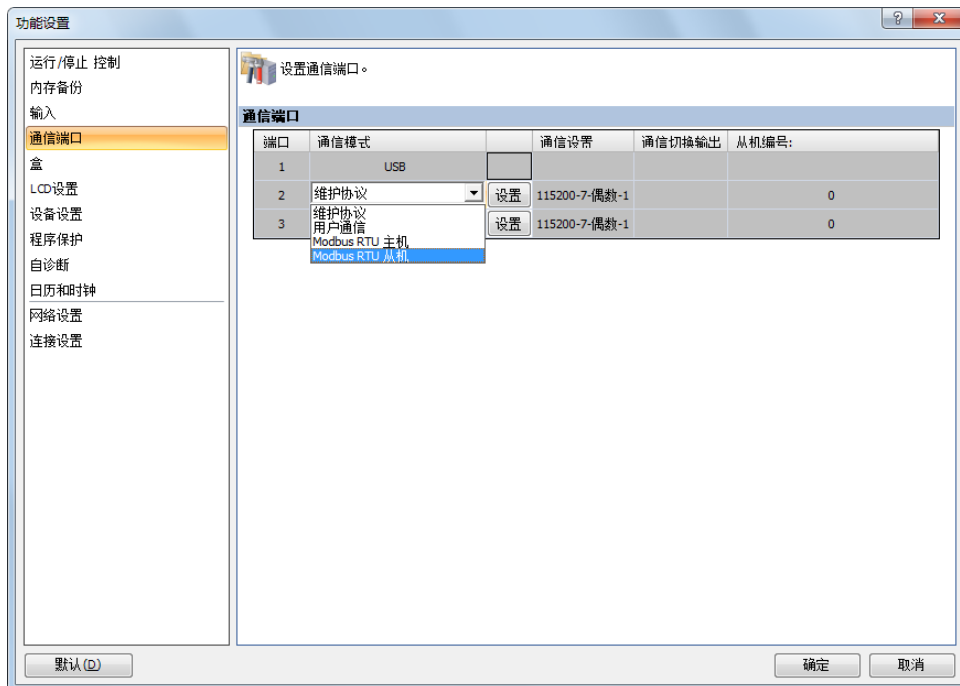 功能设置
运行/停止 控制
内存备份
输入
通信端口
盒
LCD设置
设备设置
程序保护
自诊断
日历和时钟
网络设置
连接设置
设置通信端口。
通信端口
端口 通信模式 通信设置 通信切换输出 从机编号:
1 USB
2 维护协议 设置 115200-7-偶数-1 0
维护协议
用户通信
3 设置 115200-7-偶数-1 0
Modbus RTU 主机
Modbus RTU 从机
默认(D)
确定 取消